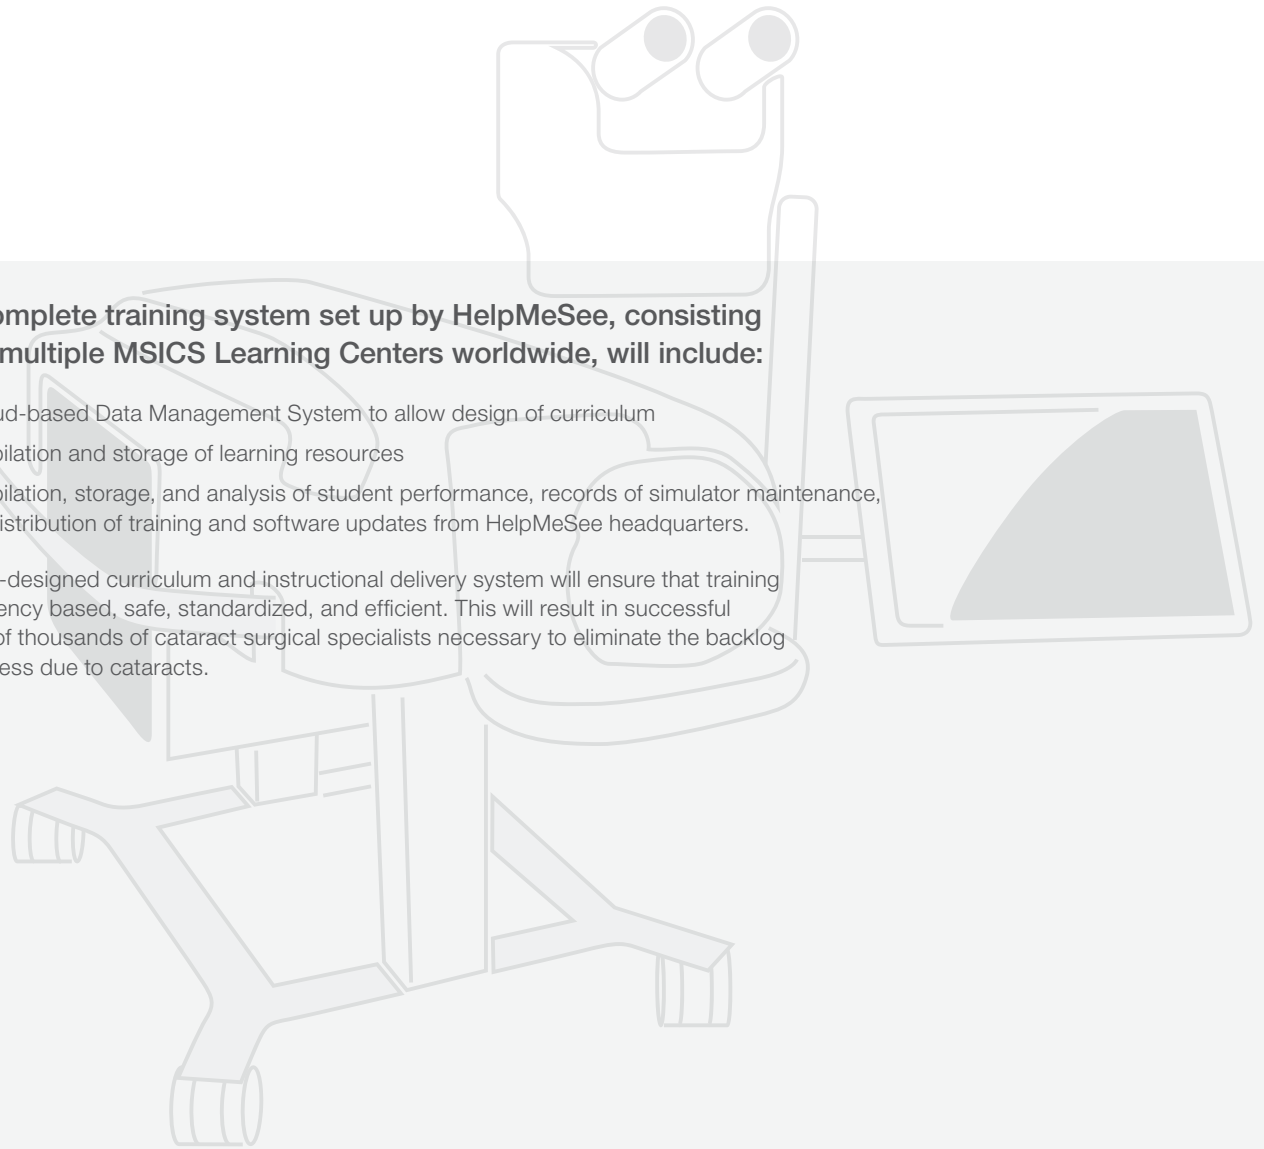 omplete training system set up by HelpMeSee, consisting
multiple MSICS Learning Centers worldwide, will include:
ud-based Data Management System to allow design of curriculum
pilation and storage of learning resources
pilation, storage, and analysis of student performance, records of simulator maintenance,
istribution of training and software updates from HelpMeSee headquarters.
-designed curriculum and instructional delivery system will ensure that training
ency based, safe, standardized, and efficient. This will result in successful
of thousands of cataract surgical specialists necessary to eliminate the backlog
ess due to cataracts.